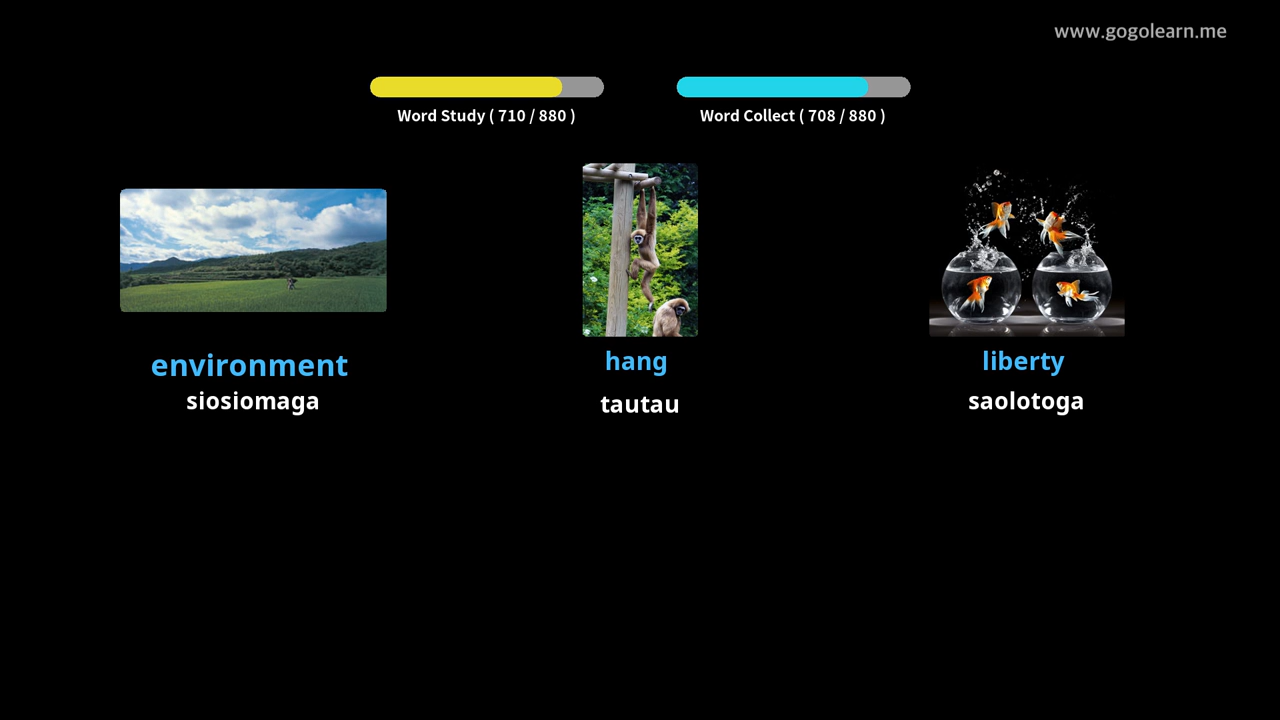 www.gogolearn.me
Word Study ( 710 / 880 )
Word Collect ( 708 / 880 )
environment
siosiomaga
hang
tautau
liberty
saolotoga